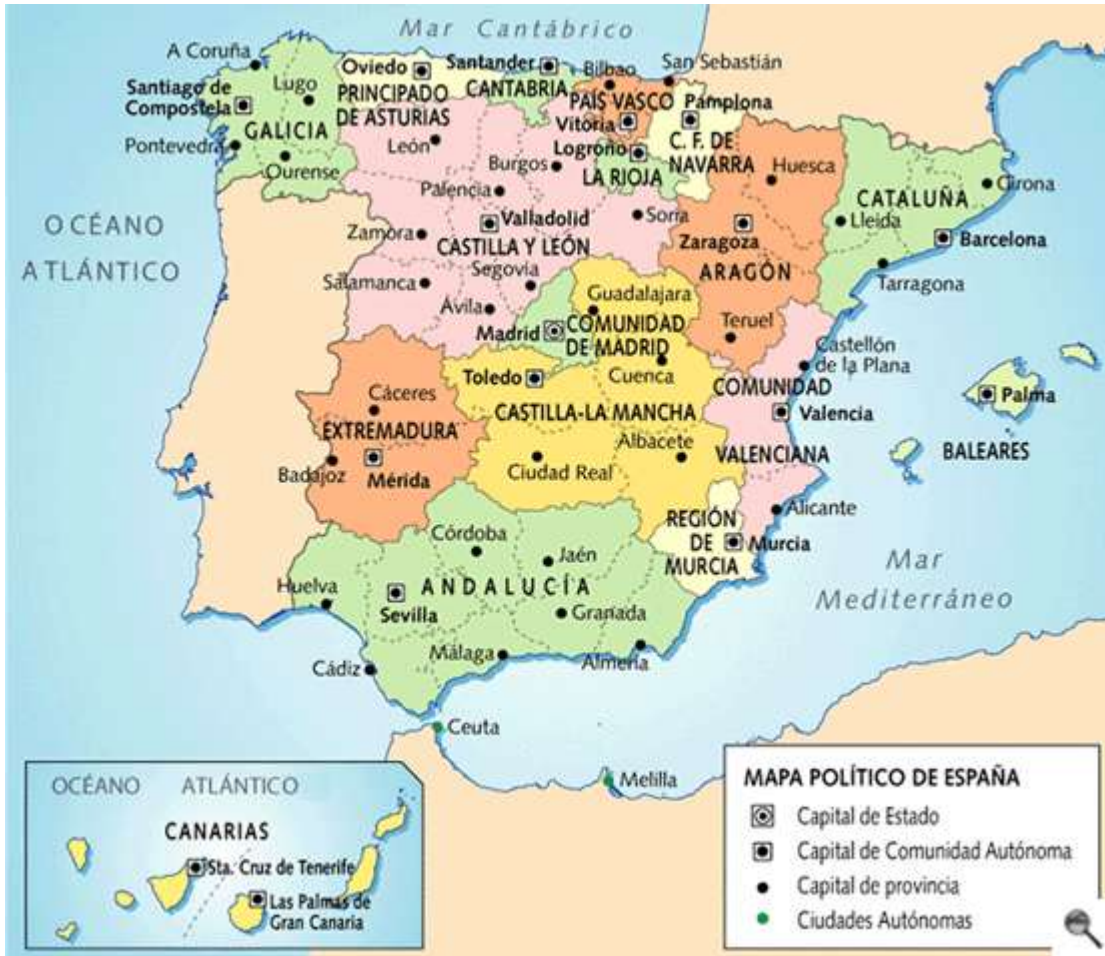 Mar Cantábrico
A Coruña
Santiago de
Compostela
Lugo
GALICIA
Pontevedra
Ourense
Oviedo
PRINCIPADO
DE ASTURIAS
Santander
CANTABRIA
Bilbao
San Sebastián
PAÍS VASCO
Vitoria
Pamplona
C. F. DE
NAVARRA
Logroño
LA RIOJA
León
Burgos
Palencia
Valladolid
CASTILLA Y LEÓN
Soria
Zamora
Segovia
Salamanca
Ávila
Huesca
Zaragoza
ARAGÓN
Teruel
CATALUÑA
Girona
Lleida
Barcelona
Tarragona
OCÉANO
ATLÁNTICO
Madrid
COMUNIDAD
DE MADRID
Guadalajara
Toledo
Cuenca
CASTILLA-LA MANCHA
Ciudad Real
Albacete
Castellón
de la Plana
COMUNIDAD
Valencia
VALENCIANA
Alicante
Palma
BALEARES
Cáceres
EXTREMADURA
Badajoz
Mérida
REGIÓN
DE
MURCIA
Murcia
Córdoba
Jaén
ANDALUCÍA
Huelva
Sevilla
Granada
Málaga
Almería
Cádiz
Mar
Mediterráneo
Ceuta
Melilla
OCÉANO ATLÁNTICO
CANARIAS
Sta. Cruz de Tenerife
Las Palmas de
Gran Canaria
MAPA POLÍTICO DE ESPAÑA
Capital de Estado
Capital de Comunidad Autónoma
Capital de provincia
Ciudades Autónomas